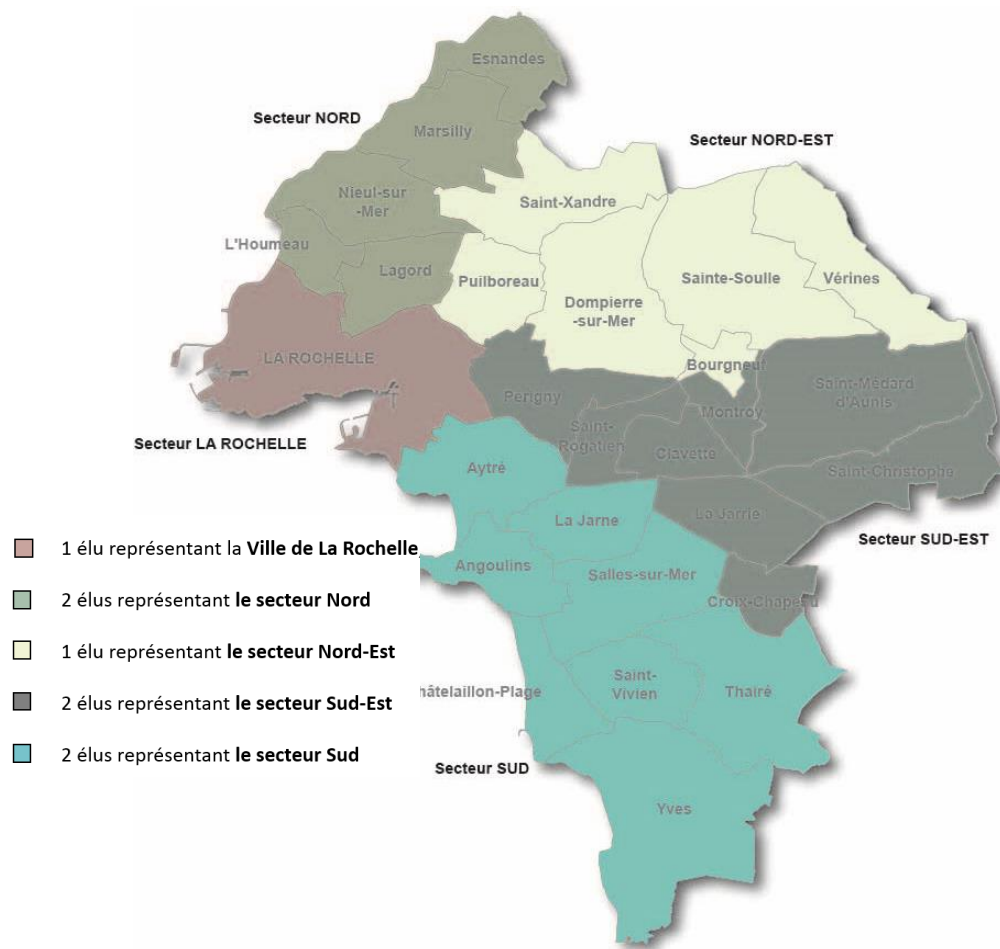 Esnandes
Secteur NORD
Marsilly
Secteur NORD-EST
Nieul-sur
-Mer
Saint-Xandre
L'Houmeau
Lagord
Puilboreau
Sainte-Soulle
Vérines
Dompierre
-sur-Mer
LA ROCHELLE
Bourgneuf
Saint-Médard
d'Aunis
Périgny
Montroy
Saint-
Rogatien
Secteur LA ROCHELLE
Clavette
Aytré
Saint-Christophe
La Jarne
La Jarrie
Secteur SUD-EST
Angoulins
Salles-sur-Mer
Croix-Chapeau
Saint-
Vivien
hâtelaillon-Plage
Thairé
Secteur SUD
Yves
1 élu représentant la Ville de La Rochelle
2 élus représentant le secteur Nord
1 élu représentant le secteur Nord-Est
2 élus représentant le secteur Sud-Est
2 élus représentant le secteur Sud